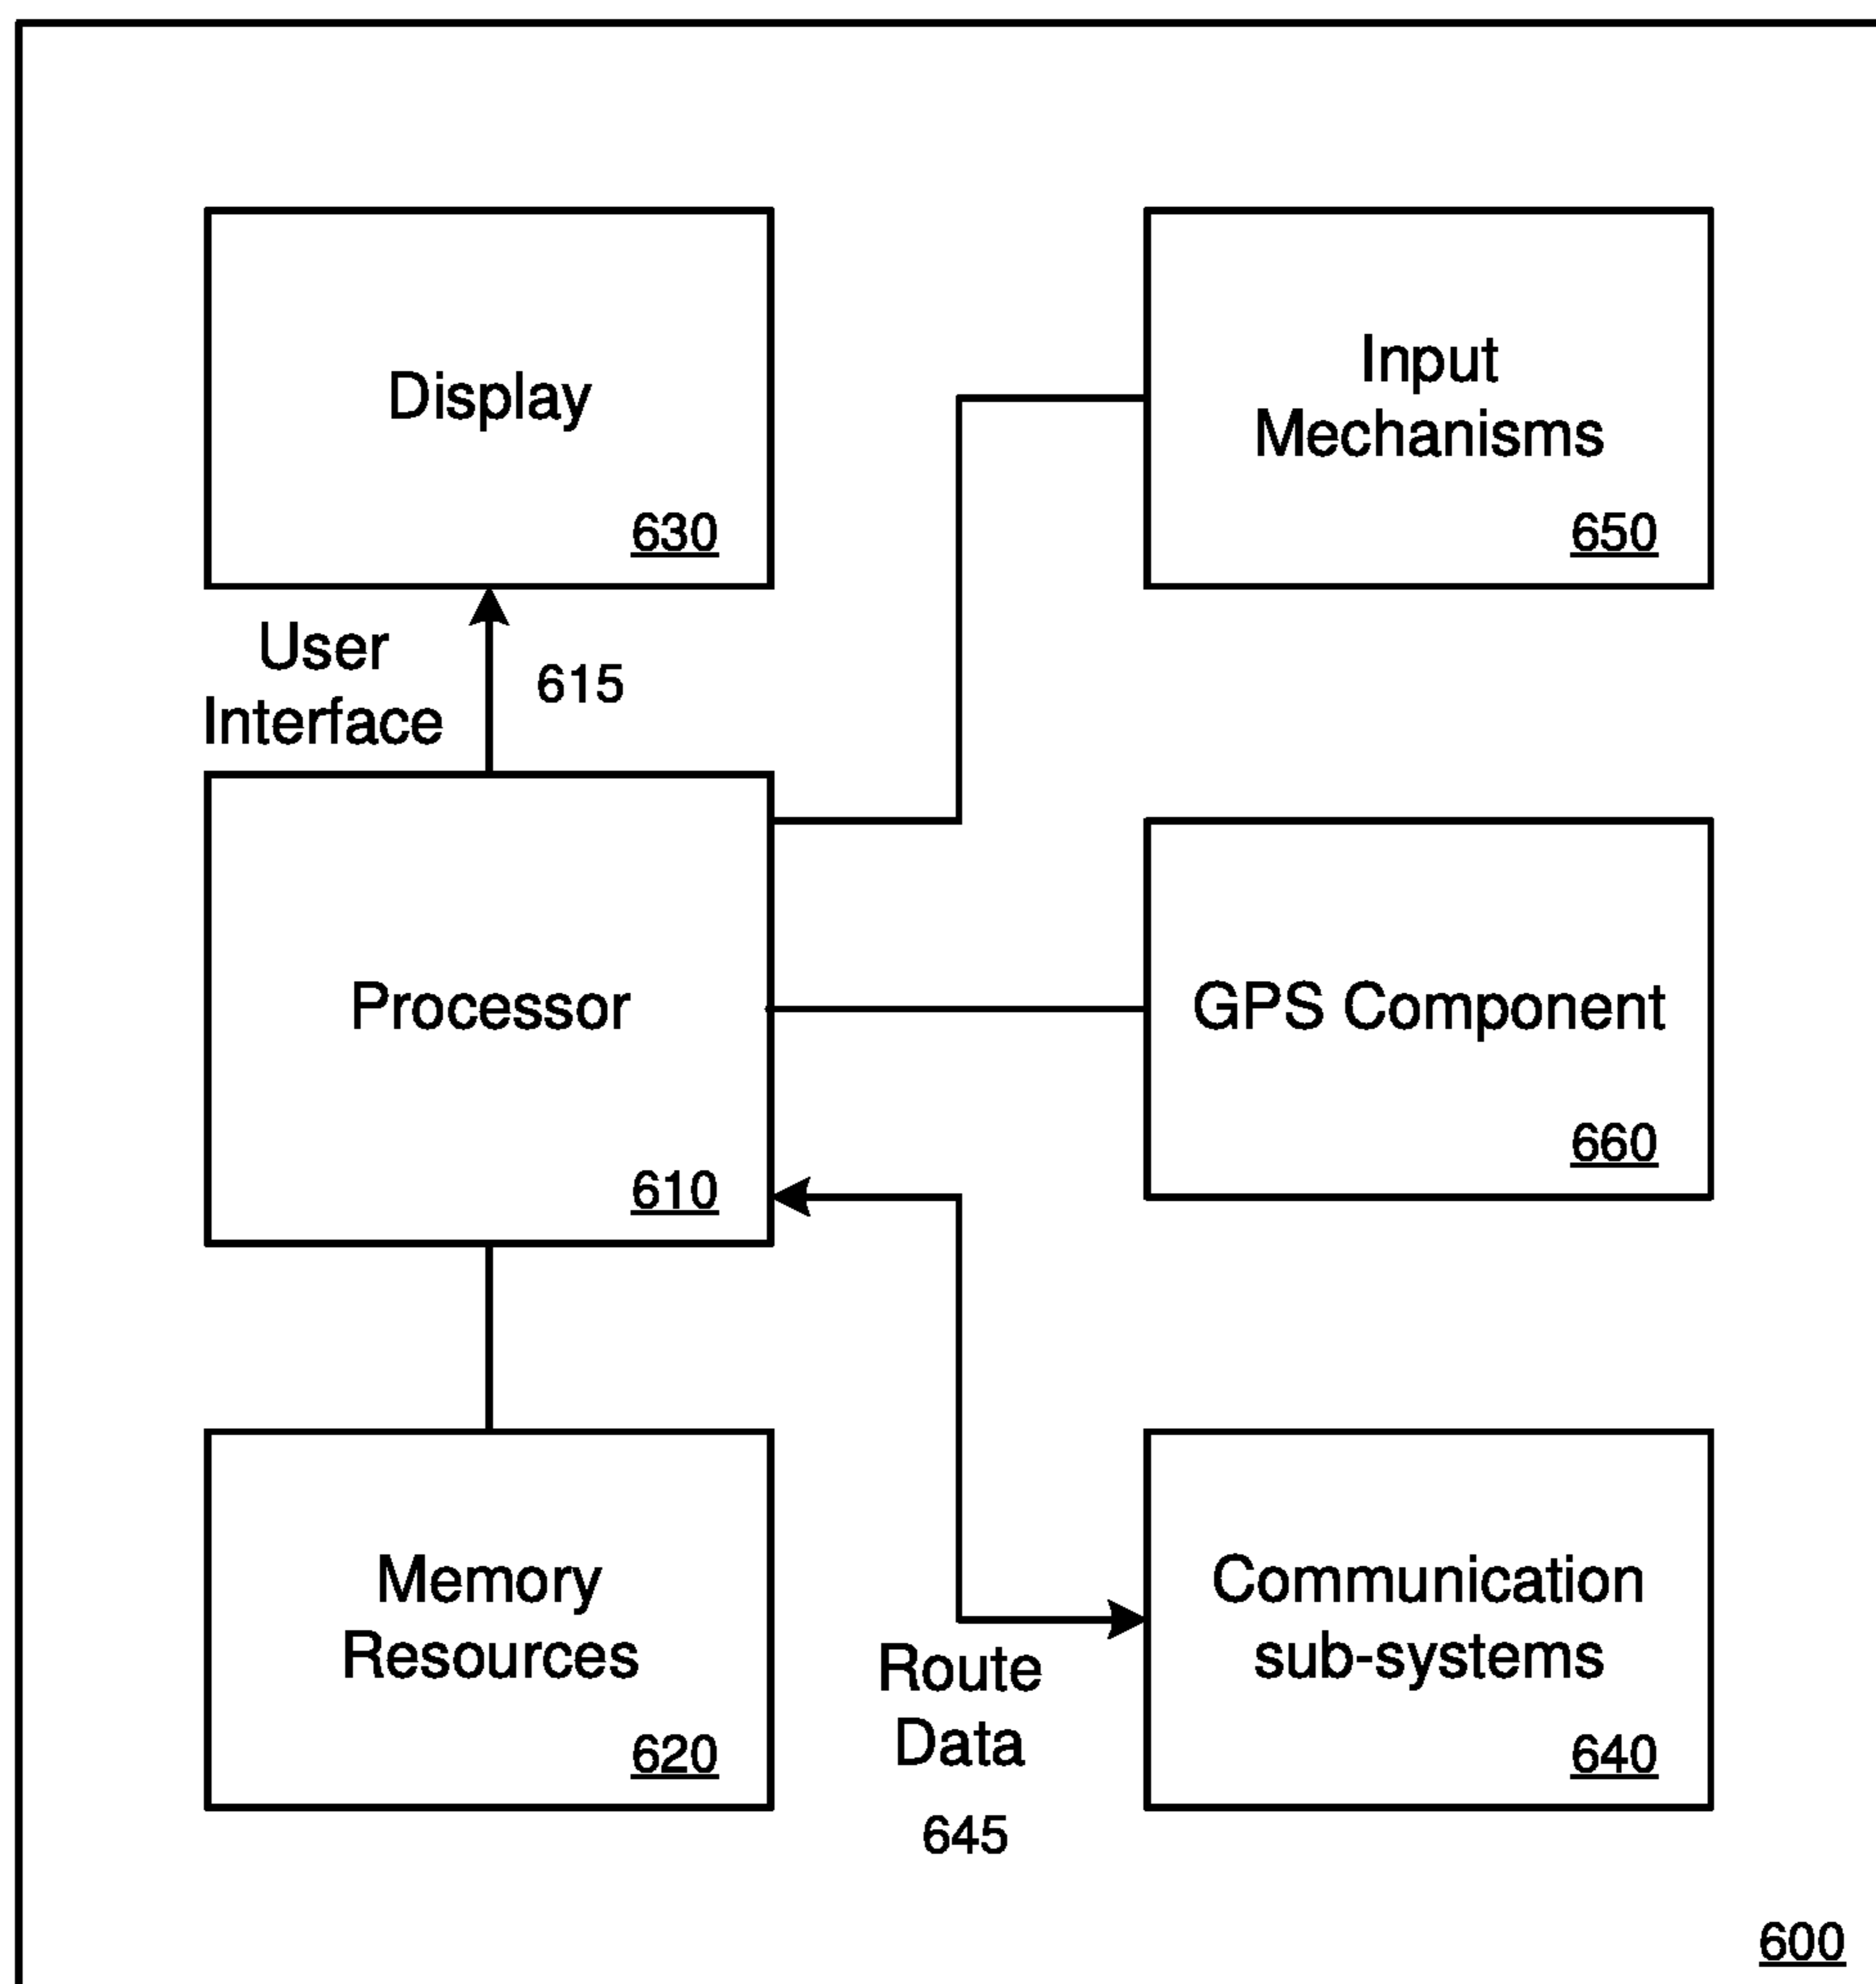 Display
630
Input
Mechanisms
650
User
Interface
615
Processor
610
GPS Component
660
Memory
Resources
620
Route
Data
645
Communication
sub-systems
640
600